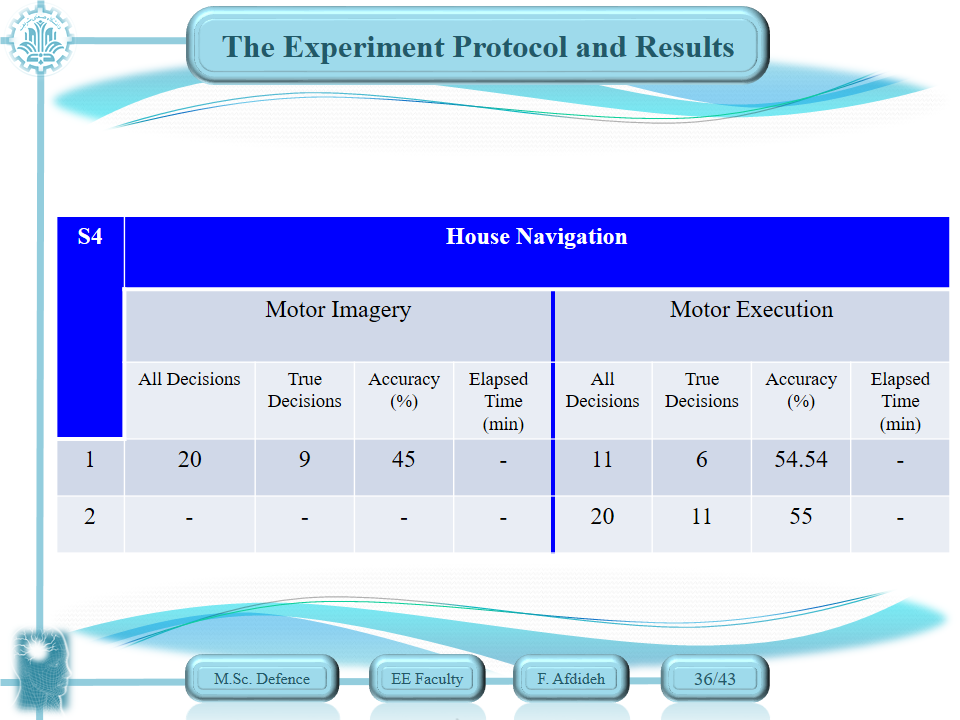 The Experiment Protocol and Results
S4 House Navigation
Motor Imagery Motor Execution
All Decisions True Decisions Accuracy (%) Elapsed Time (min) All Decisions True Decisions Accuracy (%) Elapsed Time (min)
1 20 9 45 - 11 6 54.54 -
2 - - - - 20 11 55 -
M.Sc. Defence EE Faculty F. Afdideh 36/43